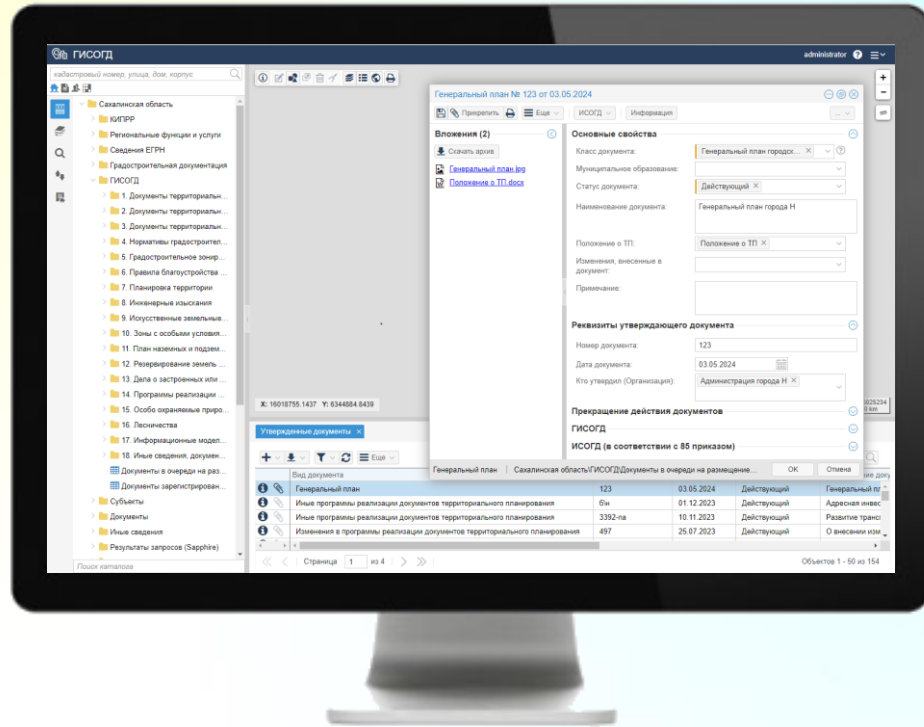 ГИСОГД
administrator
кадастровый номер, улица, дом, корпус
Сахалинская область
КИПРР
Региональные функции и услуги
Сведения ЕГРН
Градостроительная документация
ГИСОГД
1. Документы территориальн...
2. Документы территориальн...
3. Документы территориальн...
4. Нормативы градостроител...
5. Градостроительное зонир...
6. Правила благоустройства ...
7. Планировка территории
8. Инженерные изыскания
9. Искусственные земельные...
10. Зоны с особыми условия...
11. План наземных и подзем...
12. Резервирование земель ...
13. Дела о застроенных или ...
14. Программы реализации ...
15. Особо охраняемые приро...
16. Лесничества
17. Информационные модел...
18. Иные сведения, докумен...
Документы в очереди на раз...
Документы зарегистрирован...
Субъекты
Документы
Иные сведения
Результаты запросов (Sapphire)
Поиск каталога
X: 16018755.1437 Y: 6344884.8439
Генеральный план № 123 от 03.05.2024
Прикрепить Еще ИСОГД Информация ...
Вложения (2)
Скачать архив
Генеральный план.jpg
Положение о ТП.docx
Основные свойства
Класс документа: Генеральный план городск... ×
Муниципальное образование:
Статус документа: Действующий ×
Наименование документа: Генеральный план города Н
Положение о ТП: Положение о ТП ×
Изменения, внесенные в
документ:
Примечание:
Реквизиты утверждающего документа
Номер документа: 123
Дата документа: 03.05.2024
Кто утвердил (Организация): Администрация города Н ×
Прекращение действия документов
ГИСОГД
ИСОГД (в соответствии с 85 приказом)
Генеральный план | Сахалинская область\ГИСОГД\Документы в очереди на размещение... OK Отмена
Утвержденные документы ×
Еще
Вид документа
Генеральный план 123 03.05.2024 Действующий Генеральный пл
Иные программы реализации документов территориального планирования б\н 01.12.2023 Действующий Адресная инвес
Иные программы реализации документов территориального планирования 3392-па 10.11.2023 Действующий Развитие трансп
Изменения в программы реализации документов территориального планирования 497 25.07.2023 Действующий О внесении изм
Страница 1 из 4
Объектов 1 - 50 из 154